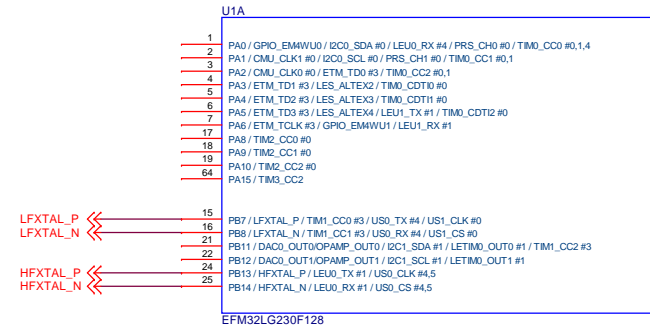 U1A
1 PA0 / GPIO_EM4WU0 / I2C0_SDA #0 / LEU0_RX #4 / PRS_CH0 #0 / TIM0_CC0 #0,1,4
2 PA1 / CMU_CLK1 #0 / I2C0_SCL #0 / PRS_CH1 #0 / TIM0_CC1 #0,1
3 PA2 / CMU_CLK0 #0 / ETM_TD0 #3 / TIM0_CC2 #0,1
4 PA3 / ETM_TD1 #3 / LES_ALTEX2 / TIM0_CDTI0 #0
5 PA4 / ETM_TD2 #3 / LES_ALTEX3 / TIM0_CDTI1 #0
6 PA5 / ETM_TD3 #3 / LES_ALTEX4 / LEU1_TX #1 / TIM0_CDTI2 #0
7 PA6 / ETM_TCLK #3 / GPIO_EM4WU1 / LEU1_RX #1
17 PA8 / TIM2_CC0 #0
18 PA9 / TIM2_CC1 #0
19 PA10 / TIM2_CC2 #0
64 PA15 / TIM3_CC2
LFXTAL_P 15 PB7 / LFXTAL_P / TIM1_CC0 #3 / US0_TX #4 / US1_CLK #0
LFXTAL_N 16 PB8 / LFXTAL_N / TIM1_CC1 #3 / US0_RX #4 / US1_CS #0
21 PB11 / DAC0_OUT0/OPAMP_OUT0 / I2C1_SDA #1 / LETIM0_OUT0 #1 / TIM1_CC2 #3
22 PB12 / DAC0_OUT1/OPAMP_OUT1 / I2C1_SCL #1 / LETIM0_OUT1 #1
HFXTAL_P 24 PB13 / HFXTAL_P / LEU0_TX #1 / US0_CLK #4,5
HFXTAL_N 25 PB14 / HFXTAL_N / LEU0_RX #1 / US0_CS #4,5
EFM32LG230F128